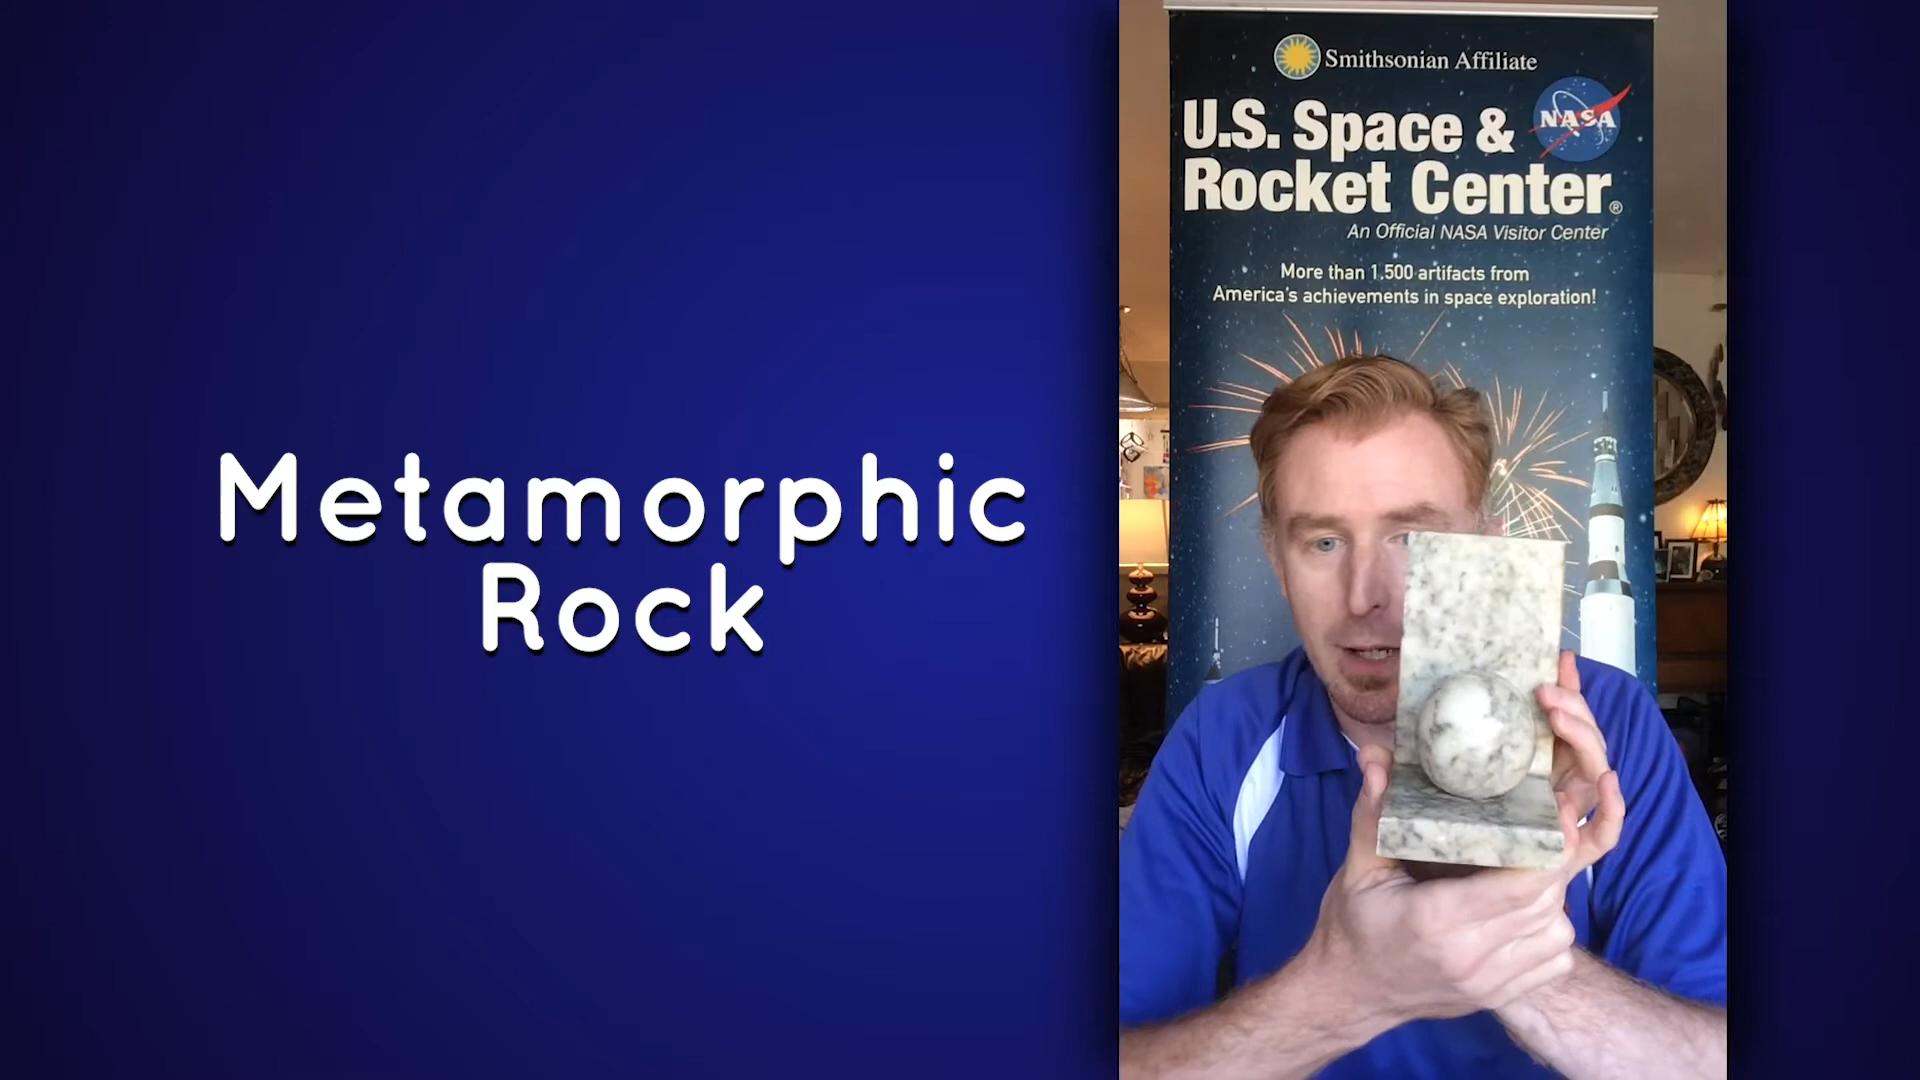 Metamorphic
Rock
Smithsonian Affiliate
NASA
U.S. Space &
Rocket Center®
An Official NASA Visitor Center
More than 1,500 artifacts from
America's achievements in space exploration!